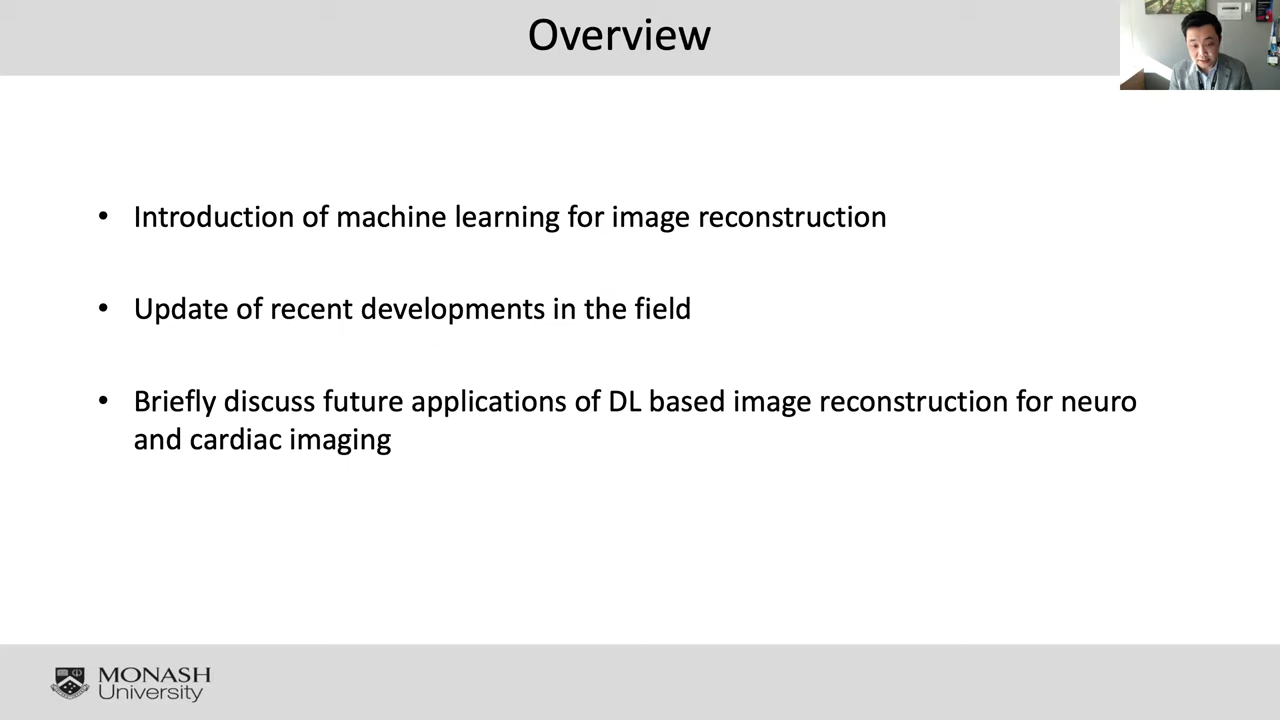 Overview
• Introduction of machine learning for image reconstruction
• Update of recent developments in the field
• Briefly discuss future applications of DL based image reconstruction for neuro
and cardiac imaging
MONASH
University